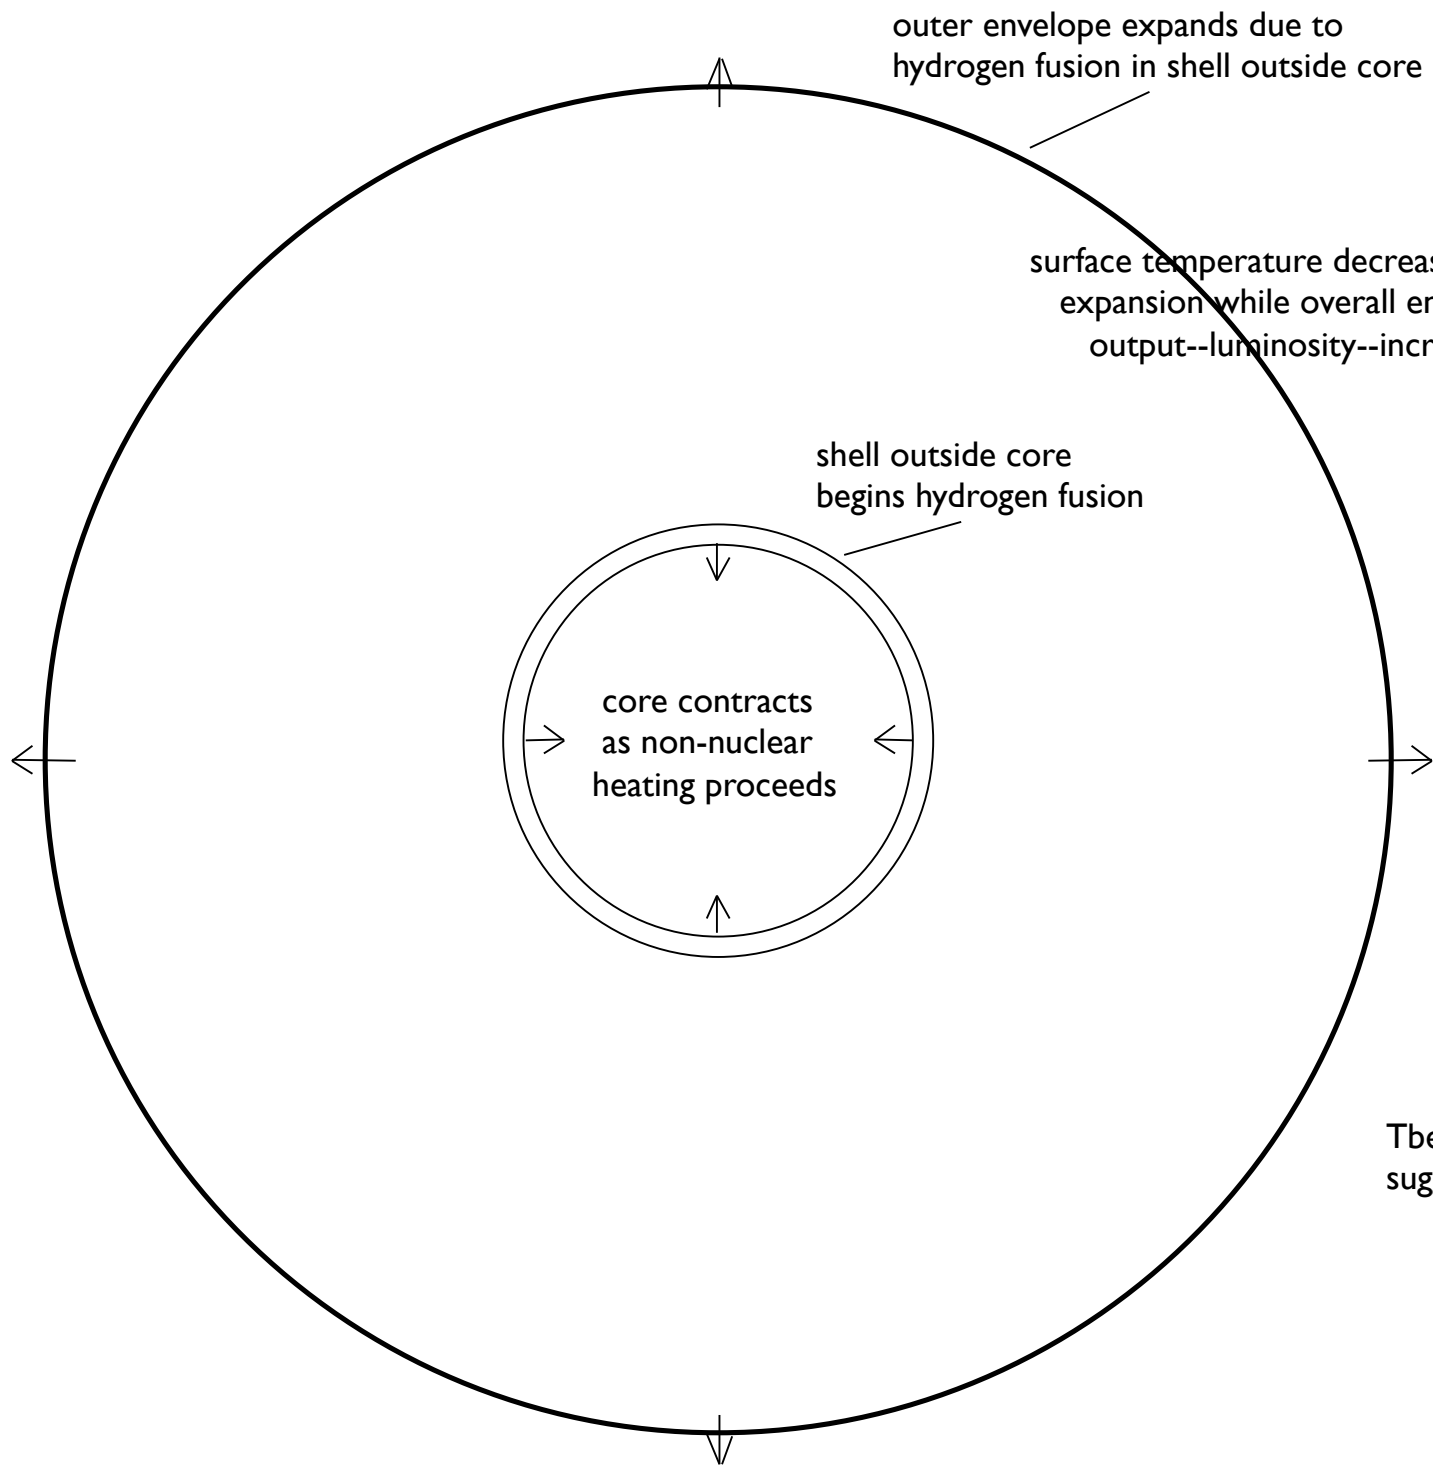 outer envelope expands due to
hydrogen fusion in shell outside core
surface temperature
expansion while overall
output--luminosity--
shell outside core
begins hydrogen fusion
core contracts
as non-nuclear
heating proceeds